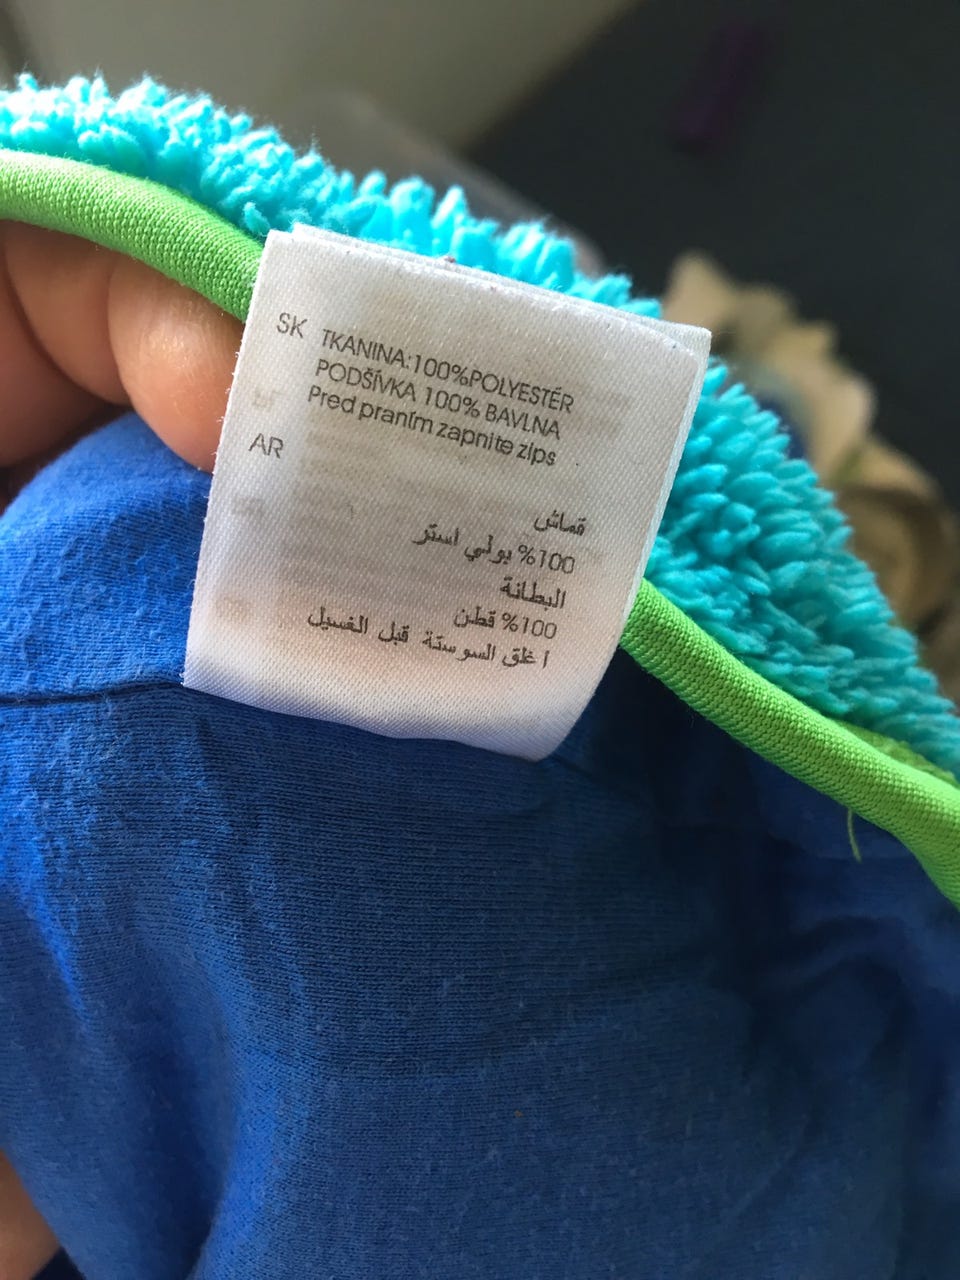 SK TKANINA:100%POLYESTÉR
PODŠÍVKA 100% BAVLNA
Pred praním zapnite zips
AR
قماش
100% بولي استر
البطانة
100% قطن
اغلق السوستة قبل الغسيل